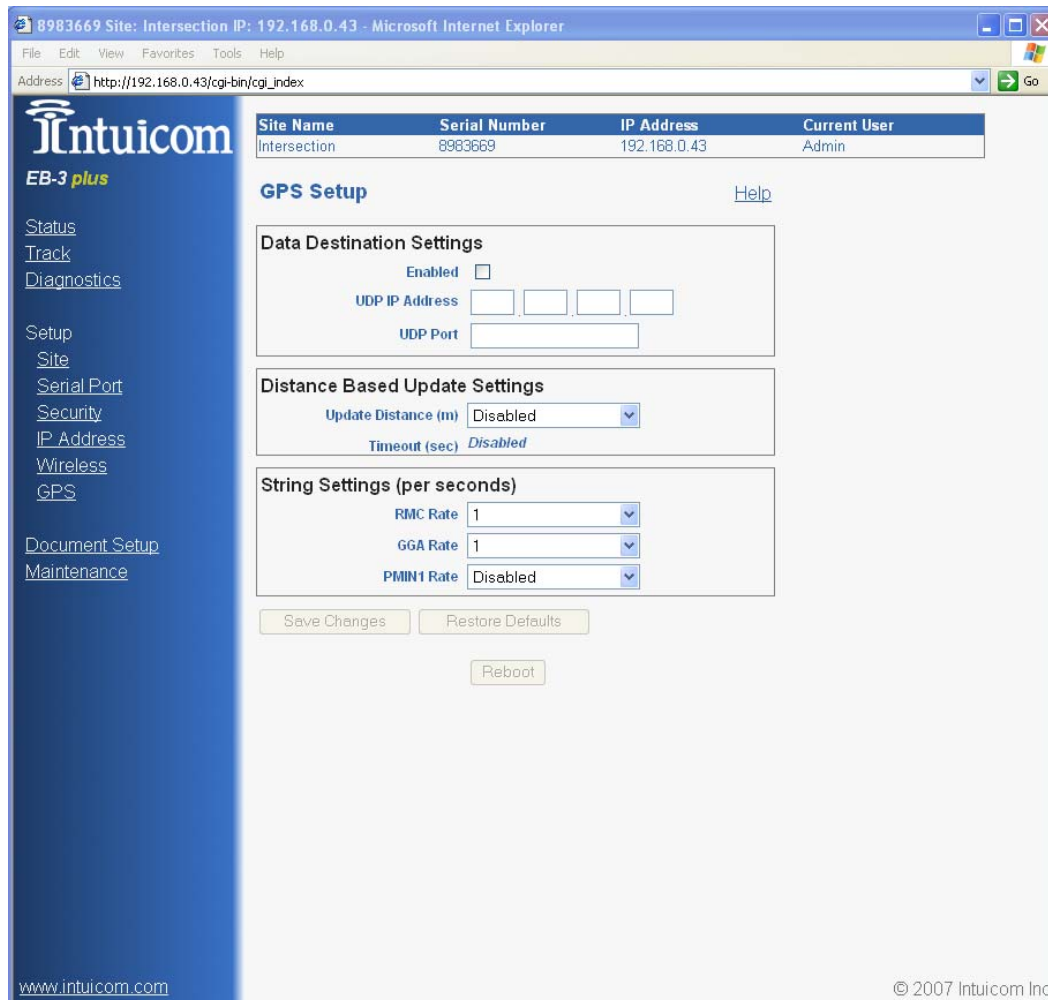 8983669 Site: Intersection IP: 192.168.0.43 - Microsoft Internet Explorer
File Edit View Favorites Tools Help
Address http://192.168.0.43/cgi-bin/cgi_index Go
Intuicom
EB-3 plus
Status
Track
Diagnostics
Setup
Site
Serial Port
Security
IP Address
Wireless
GPS
Document Setup
Maintenance
www.intuicom.com
Site Name Serial Number IP Address Current User
Intersection 8983669 192.168.0.43 Admin
GPS Setup Help
Data Destination Settings
Enabled
UDP IP Address . . .
UDP Port
Distance Based Update Settings
Update Distance (m) Disabled
Timeout (sec) Disabled
String Settings (per seconds)
RMC Rate 1
GGA Rate 1
PMIN1 Rate Disabled
Save Changes Restore Defaults
Reboot
© 2007 Intuicom Inc